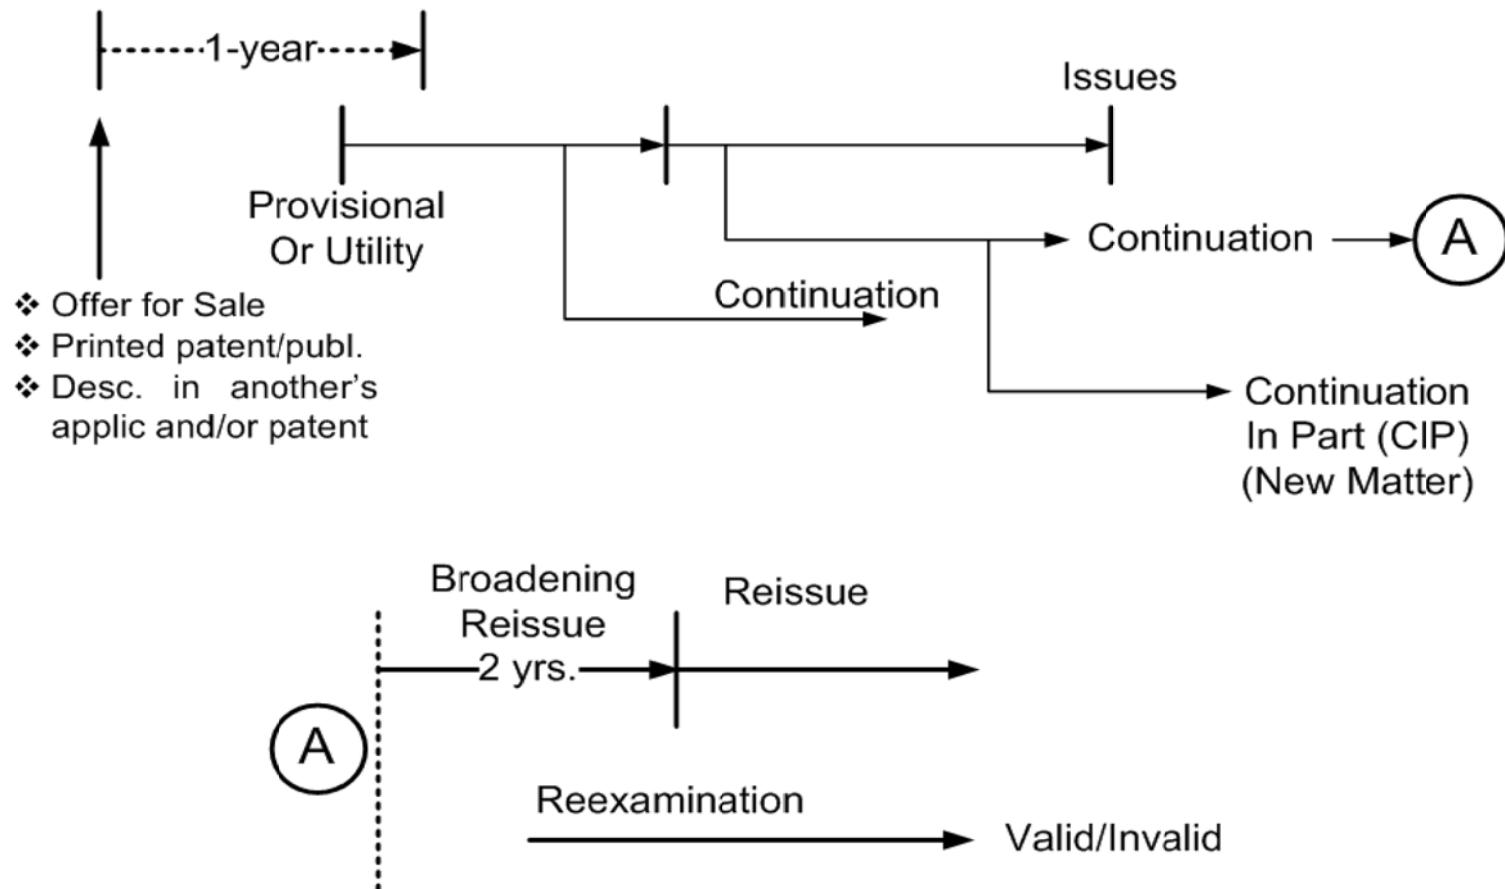 1-year
Issues
Provisional
Or Utility
Continuation
A
Continuation
❖ Offer for Sale
❖ Printed patent/publ.
❖ Desc. in another's
applic and/or patent
Continuation
In Part (CIP)
(New Matter)
Broadening
Reissue
2 yrs.
Reissue
A
Reexamination
Valid/Invalid